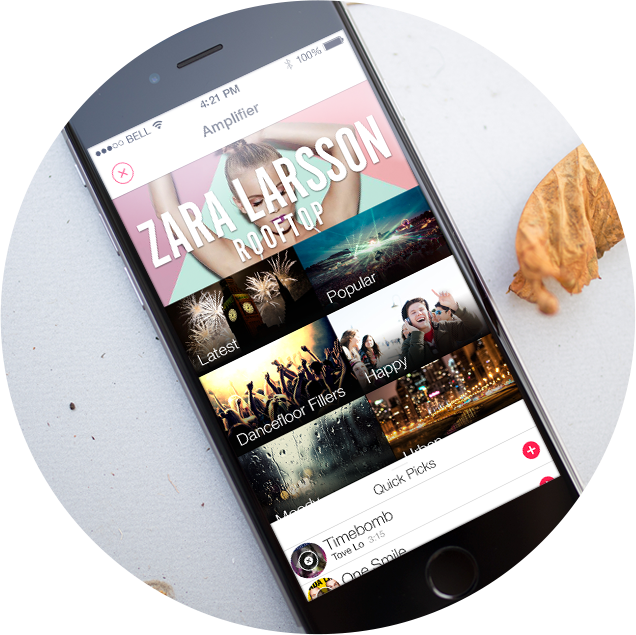 BELL
4:21 PM
100%
Amplifier
ZARA LARSSON
ROOFTOP
Latest
Popular
Dancefloor Fillers
Happy
Moody
Urban
Quick Picks
Timebomb
Tove Lo 3:15
One Smile